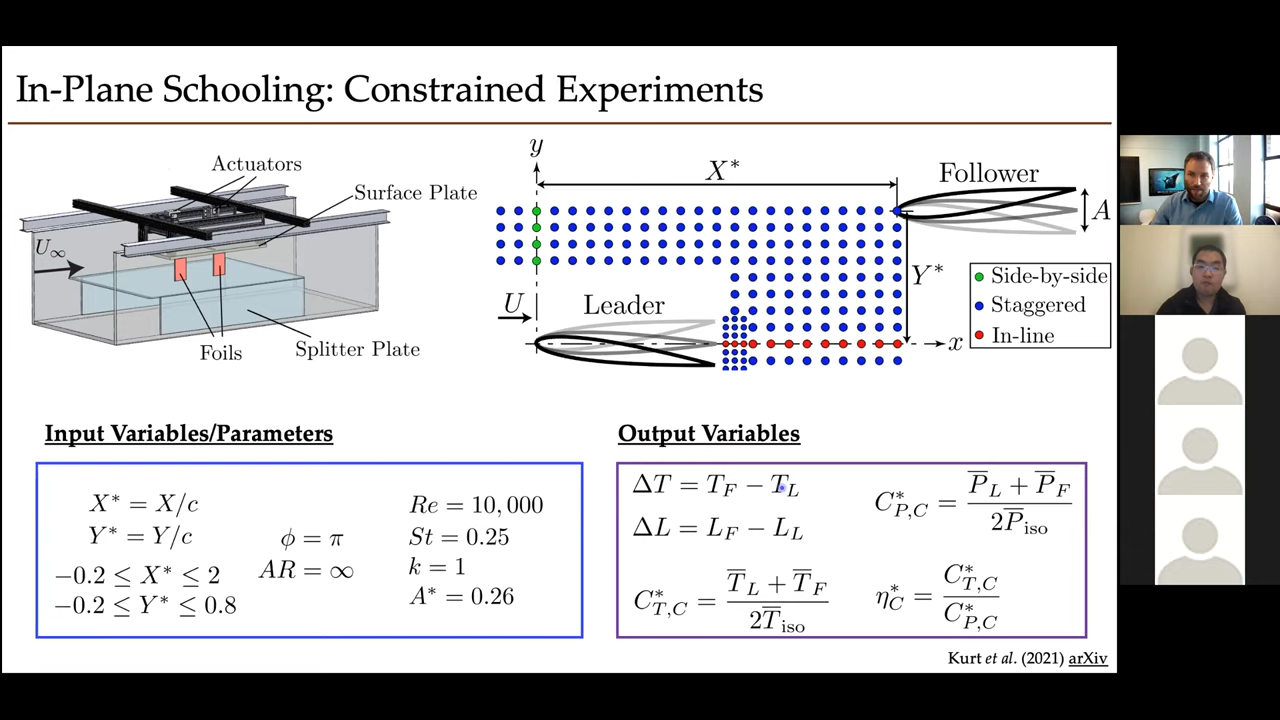 In-Plane Schooling: Constrained Experiments
Actuators
Surface Plate
U∞
Foils
Splitter Plate
y
X*
Follower
A
Y*
U
Leader
x
Side-by-side
Staggered
In-line
Input Variables/Parameters
X* = X/c
Y* = Y/c
−0.2 ≤ X* ≤ 2
−0.2 ≤ Y* ≤ 0.8
ϕ = π
AR = ∞
Re = 10,000
St = 0.25
k = 1
A* = 0.26
Output Variables
ΔT = T_F − T_L
ΔL = L_F − L_L
C*_{T,C} = (T̅_L + T̅_F) / (2T̅_iso)
C*_{P,C} = (P̅_L + P̅_F) / (2P̅_iso)
η*_C = C*_{T,C} / C*_{P,C}
Kurt et al. (2021) arXiv